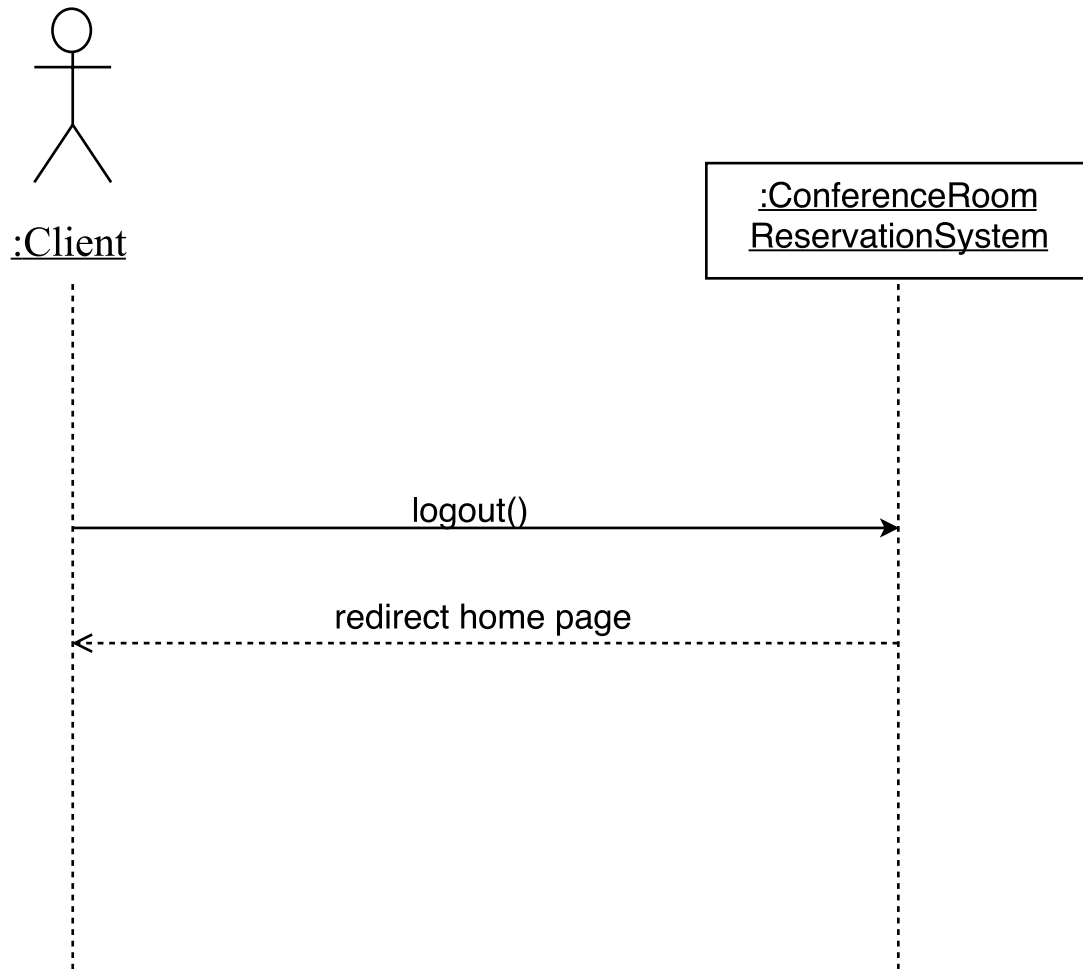 :Client
:ConferenceRoom
ReservationSystem
logout()
redirect home page